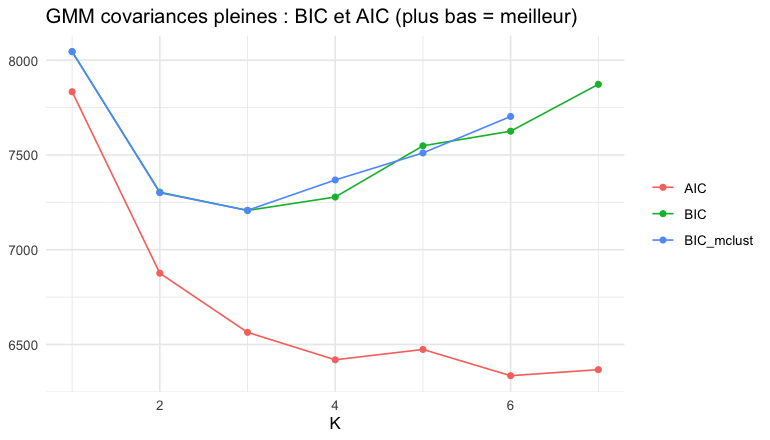 GMM covariances pleines : BIC et AIC (plus bas = meilleur)
8000
7500
7000
6500
2
4
6
K
AIC
BIC
BIC_mclust